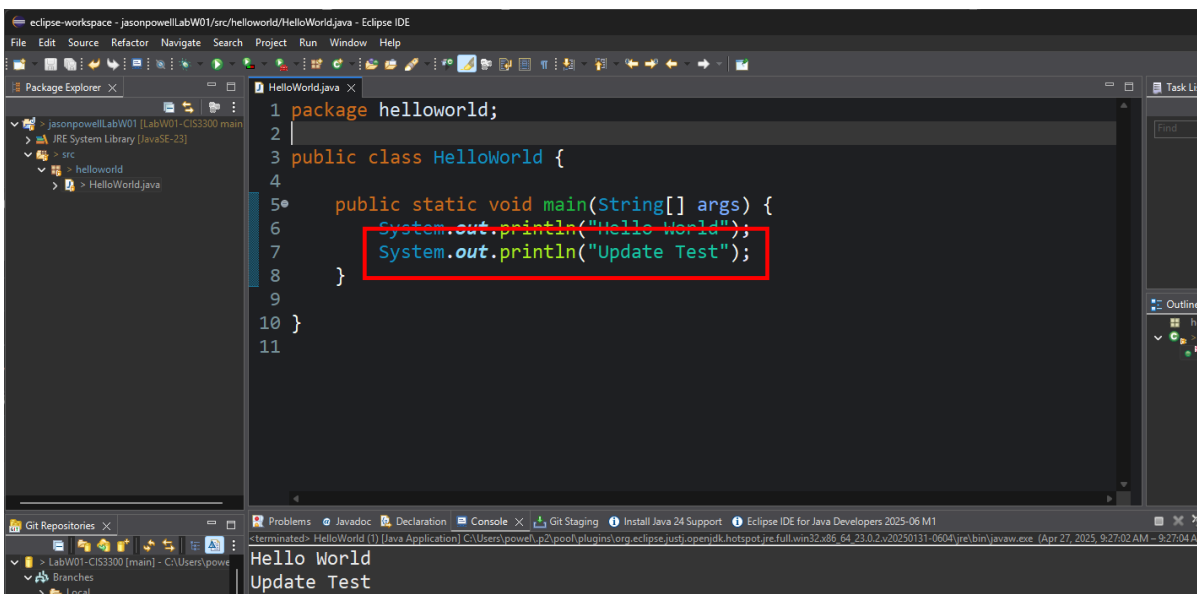 eclipse-workspace - jasonpowellLabW01/src/helloworld/HelloWorld.java - Eclipse IDE
File Edit Source Refactor Navigate Search Project Run Window Help
Package Explorer
HelloWorld.java
Task Li
Find
> jasonpowellLabW01 [LabW01-CIS3300 main
JRE System Library [JavaSE-23]
> src
> helloworld
> HelloWorld.java
1 package helloworld;
2
3 public class HelloWorld {
4
5 public static void main(String[] args) {
6 System.out.println("Hello World");
7 System.out.println("Update Test");
8 }
9
10 }
11
Outline
Git Repositories
> LabW01-CIS3300 [main] - C:\Users\powe
Branches
Local
Problems Javadoc Declaration Console Git Staging Install Java 24 Support Eclipse IDE for Java Developers 2025-06 M1
<terminated> HelloWorld (1) [Java Application] C:\Users\powel\.p2\pool\plugins\org.eclipse.justj.openjdk.hotspot.jre.full.win32.x86_64_23.0.2.v20250131-0604\jre\bin\javaw.exe (Apr 27, 2025, 9:27:02 AM – 9:27:04 A
Hello World
Update Test